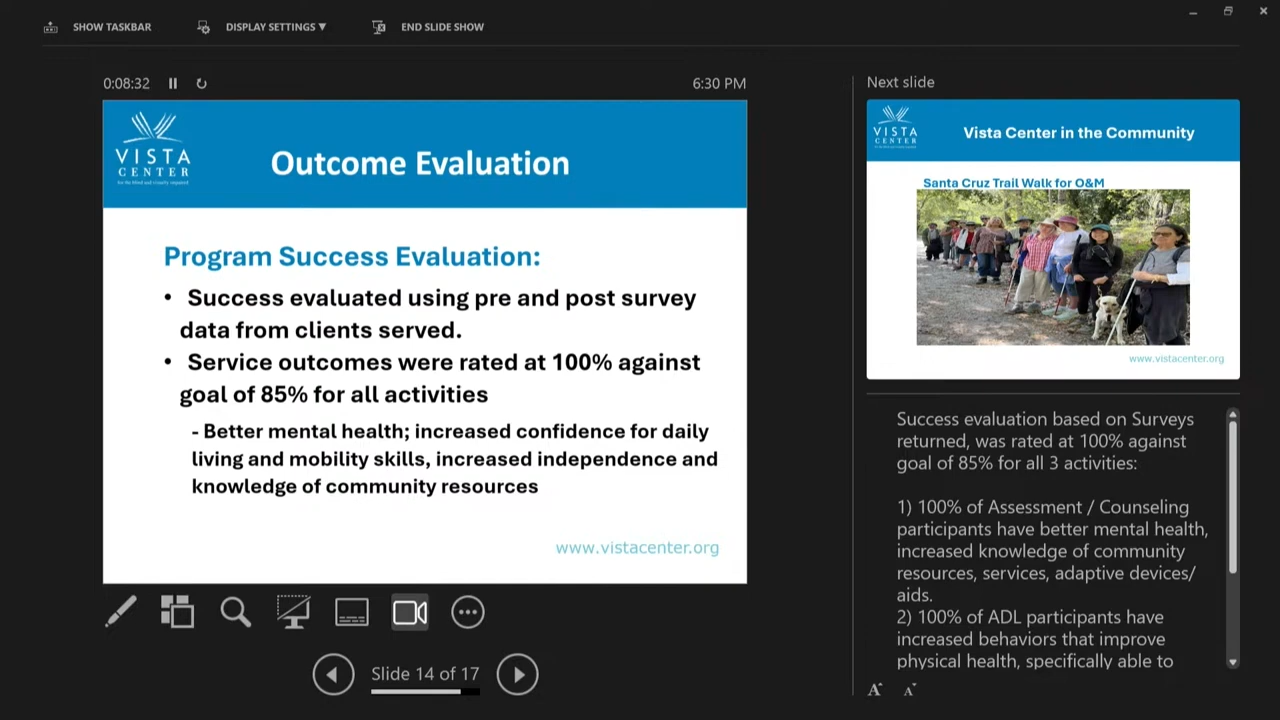 SHOW TASKBAR
DISPLAY SETTINGS ▼
END SLIDE SHOW
0:08:32
6:30 PM
VISTA
CENTER
for the blind and visually impaired
Outcome Evaluation
Program Success Evaluation:
• Success evaluated using pre and post survey
data from clients served.
• Service outcomes were rated at 100% against
goal of 85% for all activities
- Better mental health; increased confidence for daily
living and mobility skills, increased independence and
knowledge of community resources
www.vistacenter.org
Slide 14 of 17
Next slide
VISTA
CENTER
Vista Center in the Community
Santa Cruz Trail Walk for O&M
www.vistacenter.org
Success evaluation based on Surveys
returned, was rated at 100% against
goal of 85% for all 3 activities:
1) 100% of Assessment / Counseling
participants have better mental health,
increased knowledge of community
resources, services, adaptive devices/
aids.
2) 100% of ADL participants have
increased behaviors that improve
physical health, specifically able to
A A